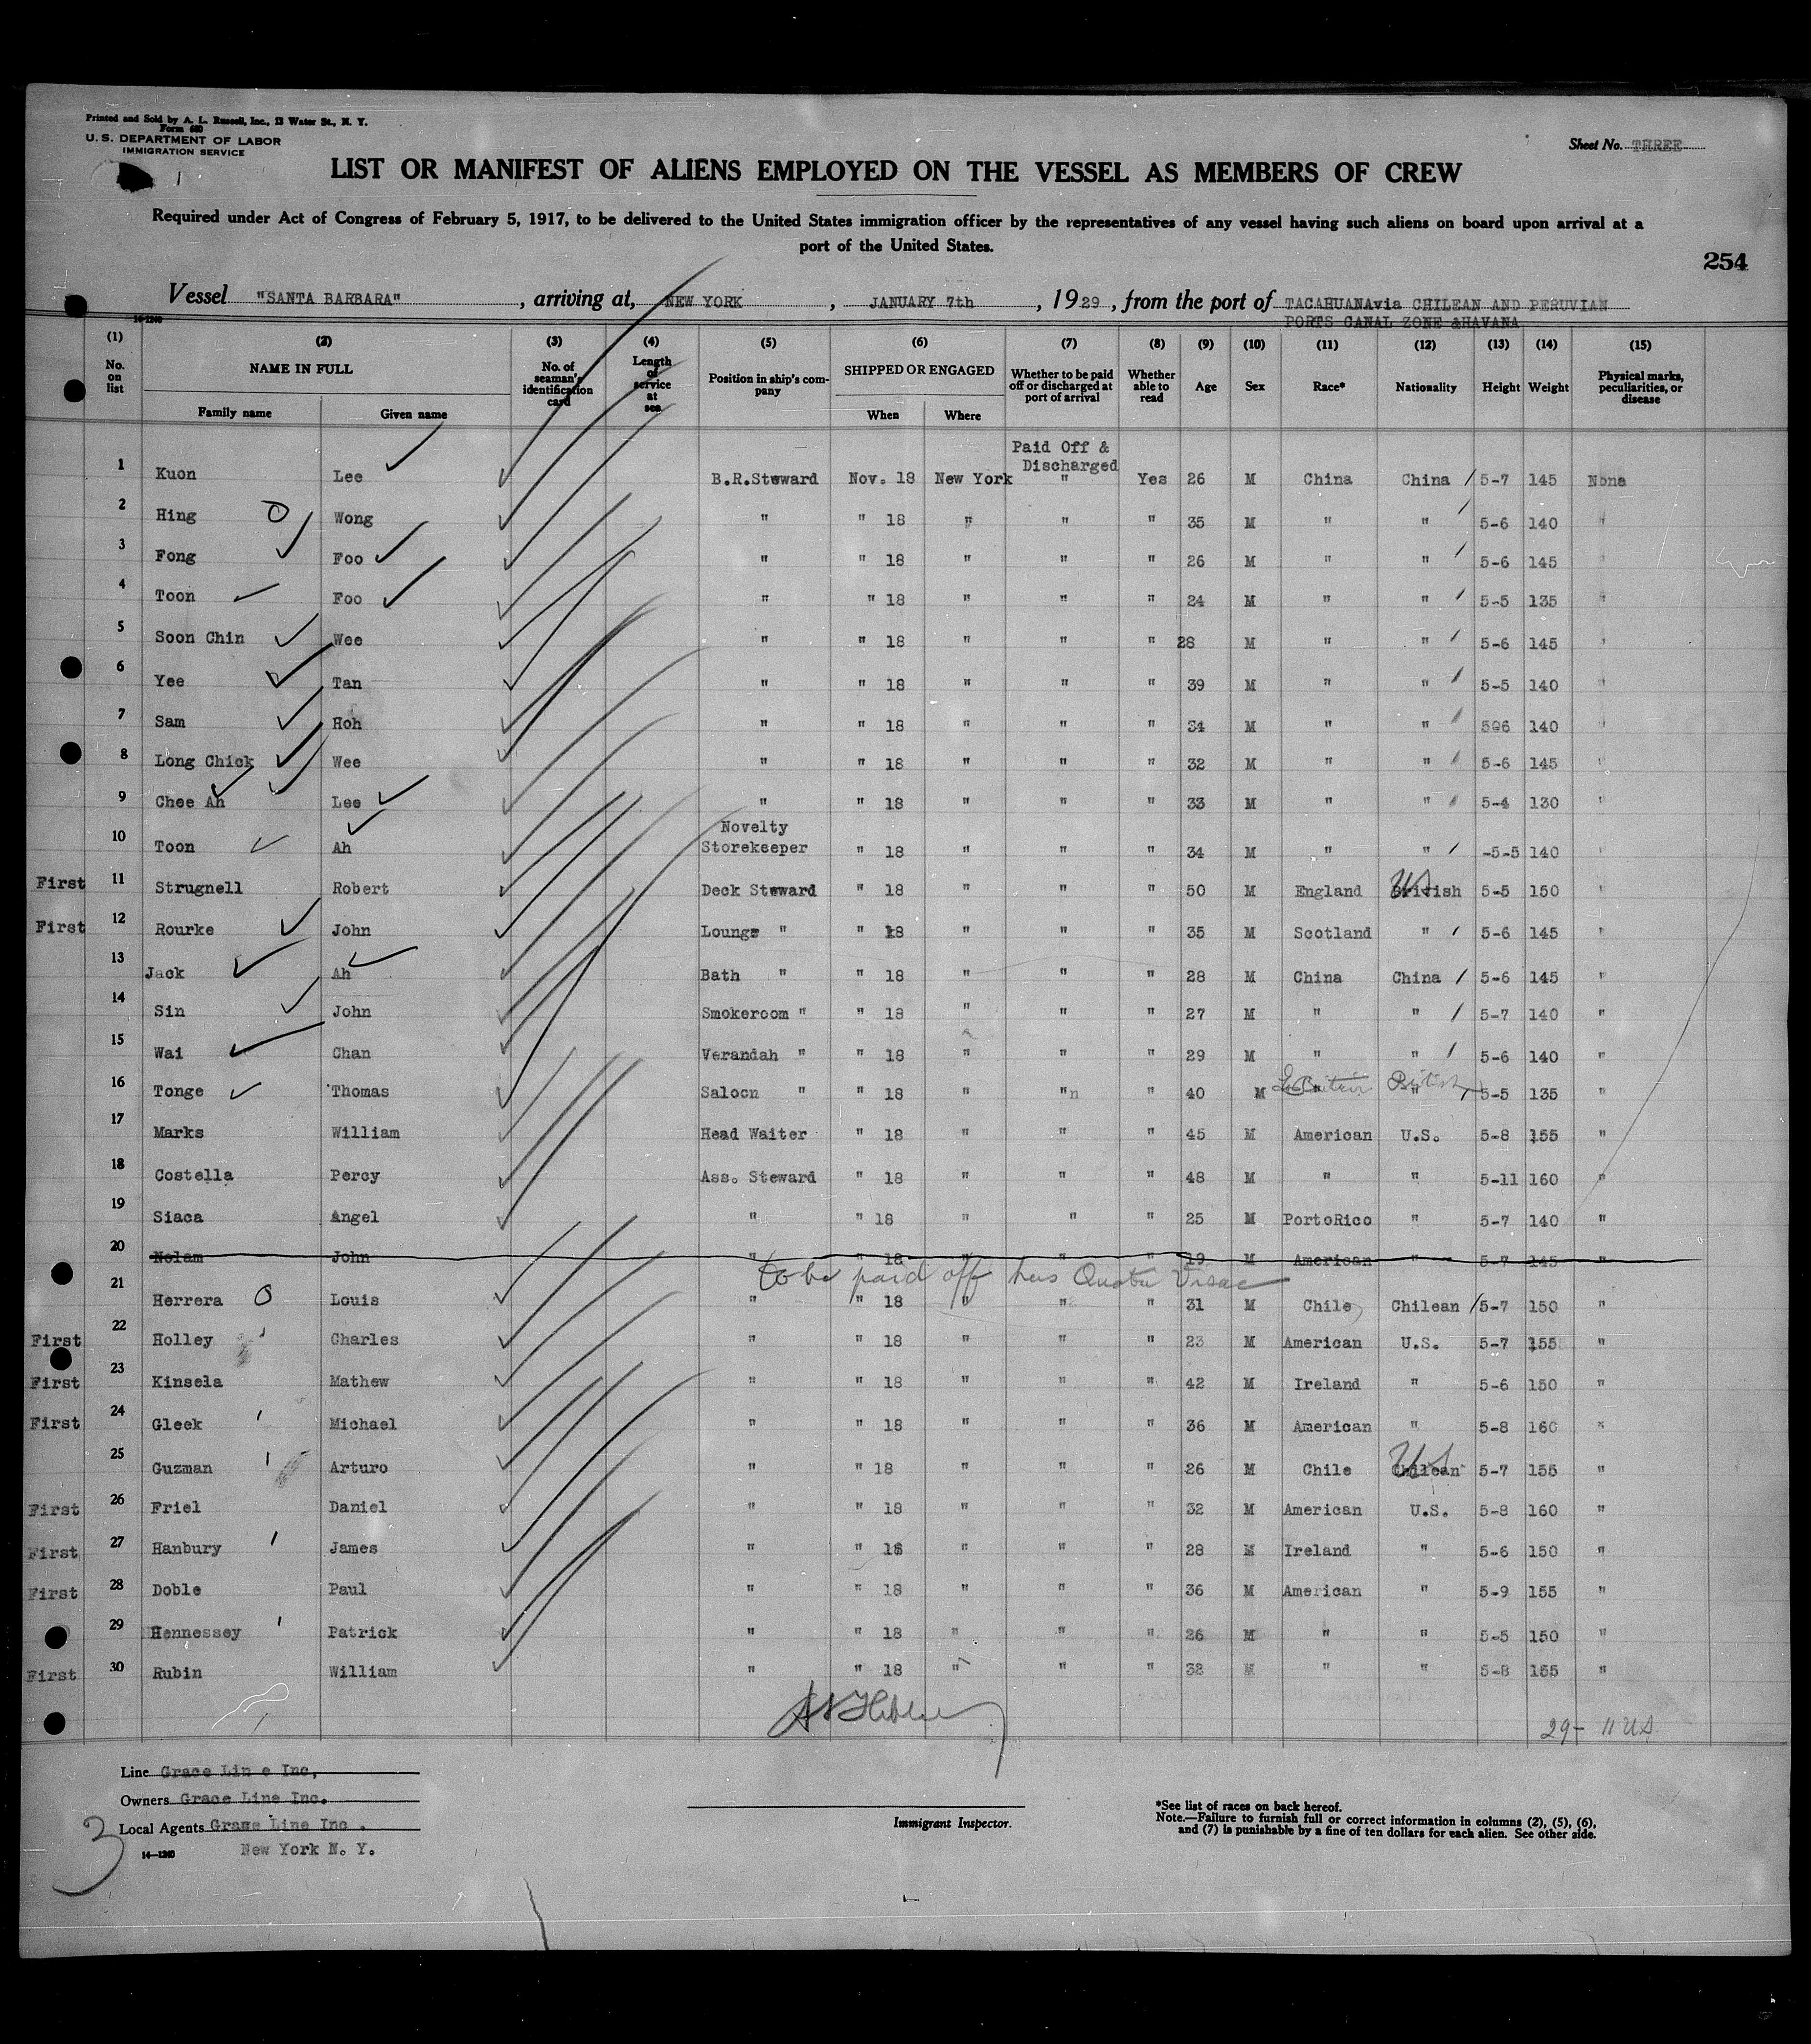 Printed and Sold by A. L. Russell, Inc., 13 Water St., N. Y.
Form 680
U. S. DEPARTMENT OF LABOR
IMMIGRATION SERVICE
Sheet No. THREE
LIST OR MANIFEST OF ALIENS EMPLOYED ON THE VESSEL AS MEMBERS OF CREW
Required under Act of Congress of February 5, 1917, to be delivered to the United States immigration officer by the representatives of any vessel having such aliens on board upon arrival at a
port of the United States.
254
Vessel "SANTA BARBARA", arriving at, NEW YORK, JANUARY 7th, 1929, from the port of TACAHUANAvia CHILEAN AND PERUVIAN
PORTS CANAL ZONE &HAVANA
(1) (2) (3) (4) (5) (6) (7) (8) (9) (10) (11) (12) (13) (14) (15)
No. on list NAME IN FULL No. of seaman's identification card Length of service at sea Position in ship's company SHIPPED OR ENGAGED Whether to be paid off or discharged at port of arrival Whether able to read Age Sex Race* Nationality Height Weight Physical marks, peculiarities, or disease
Family name Given name When Where
Paid Off &
Discharged
1 Kuon Lee B.R.Steward Nov. 18 New York " Yes 26 M China China 5-7 145 None
2 Hing Wong " " 18 " " " 35 M " " 5-6 140 "
3 Fong Foo " " 18 " " " 26 M " " 5-6 145 "
4 Toon Foo " " 18 " " " 24 M " " 5-5 135 "
5 Soon Chin Wee " " 18 " " " 28 M " " 5-6 145 "
6 Yee Tan " " 18 " " " 39 M " " 5-5 140 "
7 Sam Hoh " " 18 " " " 34 M " " 5@6 140 "
8 Long Chick Wee " " 18 " " " 32 M " " 5-6 145 "
9 Chee Ah Lee " " 18 " " " 33 M " " 5-4 130 "
Novelty
10 Toon Ah Storekeeper " 18 " " " 34 M " " -5-5 140 "
First 11 Strugnell Robert Deck Steward " 18 " " " 50 M England British US 5-5 150 "
First 12 Rourke John Lounge " " 18 " " " 35 M Scotland " 5-6 145 "
13 Jack Ah Bath " " 18 " " " 28 M China China 5-6 145 "
14 Sin John Smokeroom " " 18 " " " 27 M " " 5-7 140 "
15 Wai Chan Verandah " " 18 " " " 29 M " " 5-6 140 "
16 Tonge Thomas Saloon " " 18 " "n " 40 M " Britain " British 5-5 135 "
17 Marks William Head Waiter " 18 " " " 45 M American U.S. 5-8 155 "
18 Costella Percy Ass. Steward " 18 " " " 48 M " " 5-11 160 "
19 Siaca Angel " " 18 " " " 25 M PortoRico " 5-7 140 "
20 Nolam John " " 18 " " " 19 M American " 5-7 145 "
to be paid off has Quota Visae
21 Herrera Louis " " 18 " " " 31 M Chile Chilean 5-7 150 "
First 22 Holley Charles " " 18 " " " 23 M American U.S. 5-7 155 "
First 23 Kinsela Mathew " " 18 " " " 42 M Ireland " 5-6 150 "
First 24 Gleek Michael " " 18 " " " 36 M American " 5-8 160 "
25 Guzman Arturo " " 18 " " " 26 M Chile Chilean US 5-7 155 "
First 26 Friel Daniel " " 18 " " " 32 M American U.S. 5-8 160 "
First 27 Hanbury James " " 18 " " " 28 M Ireland " 5-6 150 "
First 28 Doble Paul " " 18 " " " 36 M American " 5-9 155 "
29 Hennessey Patrick " " 18 " " " 26 M " " 5-5 150 "
First 30 Rubin William " " 18 " " " 32 M " " 5-8 155 "
29- 11 US
Line Grace Lin e Inc,
Owners Grace Line Inc.
Local Agents Grace Line Inc .
New York N. Y.
3
14—1240
Immigrant Inspector.
*See list of races on back hereof.
Note.—Failure to furnish full or correct information in columns (2), (5), (6),
and (7) is punishable by a fine of ten dollars for each alien. See other side.